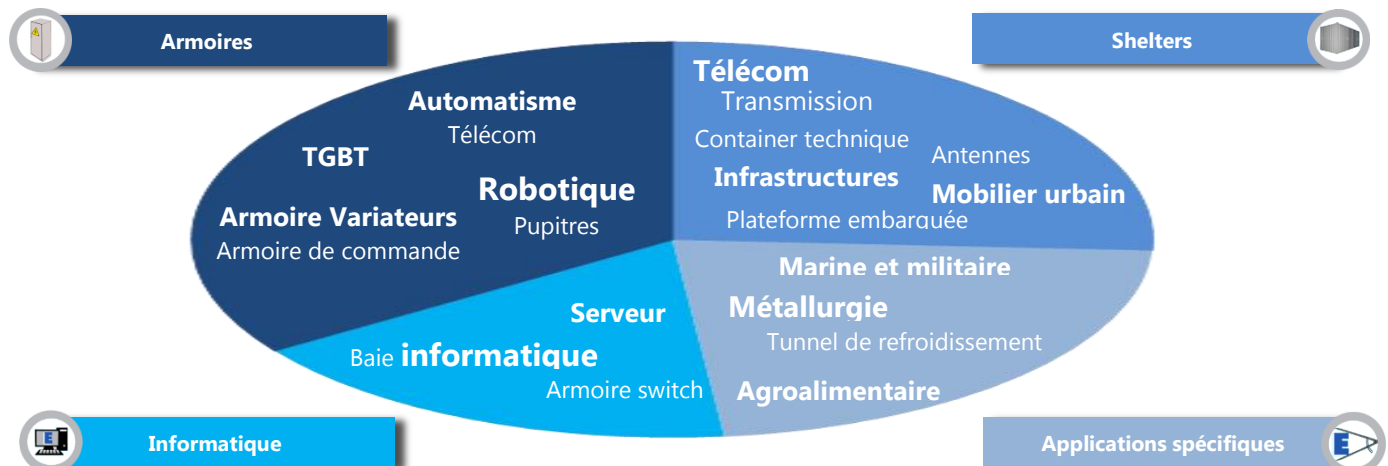 Armoires
Shelters
Automatisme
Télécom
TGBT
Robotique
Armoire Variateurs
Pupitres
Armoire de commande
Télécom
Transmission
Container technique
Antennes
Infrastructures
Mobilier urbain
Plateforme embarquée
Marine et militaire
Métallurgie
Tunnel de refroidissement
Agroalimentaire
Serveur
Baie informatique
Armoire switch
Informatique
E
Applications spécifiques
E